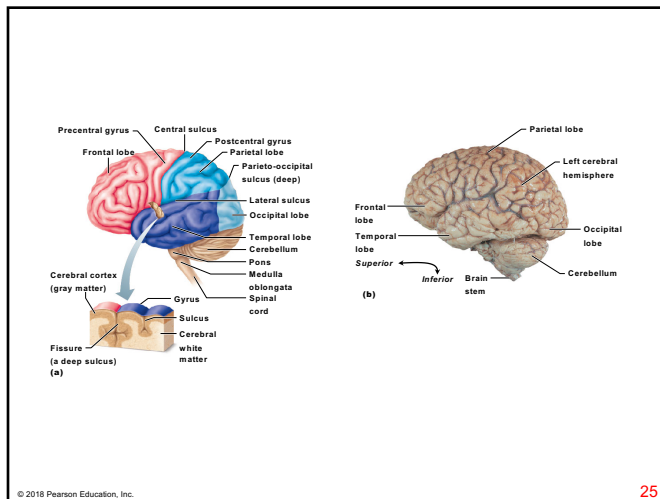 Precentral gyrus
Central sulcus
Postcentral gyrus
Frontal lobe
Parietal lobe
Parieto-occipital
sulcus (deep)
Lateral sulcus
Occipital lobe
Temporal lobe
Cerebellum
Pons
Medulla
oblongata
Spinal
cord
Cerebral cortex
(gray matter)
Gyrus
Sulcus
Cerebral
white
matter
Fissure
(a deep sulcus)
(a)
Parietal lobe
Left cerebral
hemisphere
Frontal
lobe
Temporal
lobe
Occipital
lobe
Superior
Inferior
Brain
stem
Cerebellum
(b)
© 2018 Pearson Education, Inc.
25